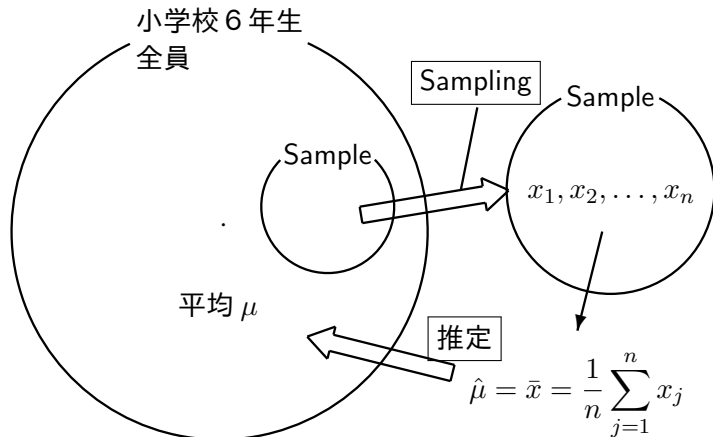 小学校６年生
全員
Sampling
Sample
Sample
$x_1, x_2, \ldots, x_n$
平均 $\mu$
推定
$\hat{\mu} = \bar{x} = \frac{1}{n} \sum_{j=1}^{n} x_j$